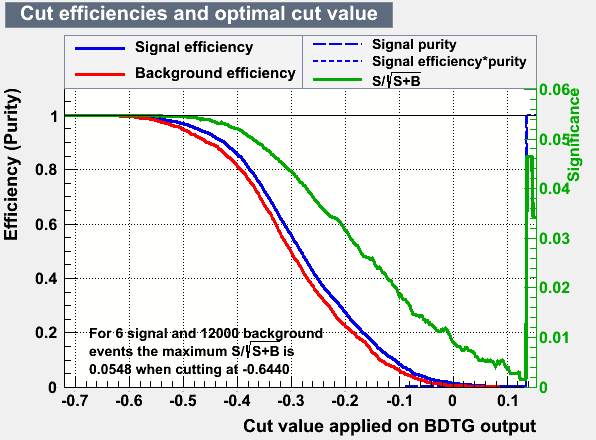 Cut efficiencies and optimal cut value
Signal efficiency
Background efficiency
Signal purity
Signal efficiency*purity
S/√S+B
Efficiency (Purity)
1
0.8
0.6
0.4
0.2
0
0.06
0.05
0.04
0.03
0.02
0.01
0
Significance
For 6 signal and 12000 background
events the maximum S/√S+B is
0.0548 when cutting at -0.6440
-0.7 -0.6 -0.5 -0.4 -0.3 -0.2 -0.1 0 0.1
Cut value applied on BDTG output